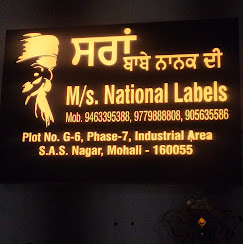 ਸਰਾਂ ਬਾਬੇ ਨਾਨਕ ਦੀ
M/s. National Labels
Mob. 9463395388, 9779888808, 905635586
Plot No. G-6, Phase-7, Industrial Area
S.A.S. Nagar, Mohali - 160055